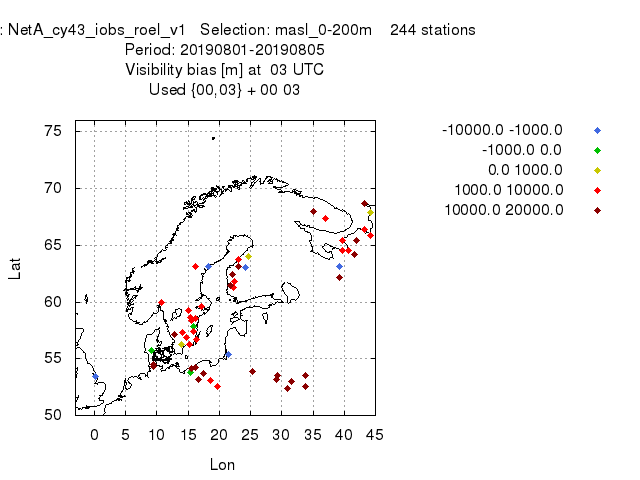 : NetA_cy43_iobs_roel_v1 Selection: masl_0-200m 244 stations
Period: 20190801-20190805
Visibility bias [m] at 03 UTC
Used {00,03} + 00 03
-10000.0 -1000.0
-1000.0 0.0
0.0 1000.0
1000.0 10000.0
10000.0 20000.0
Lat
75
70
65
60
55
50
0 5 10 15 20 25 30 35 40 45
Lon